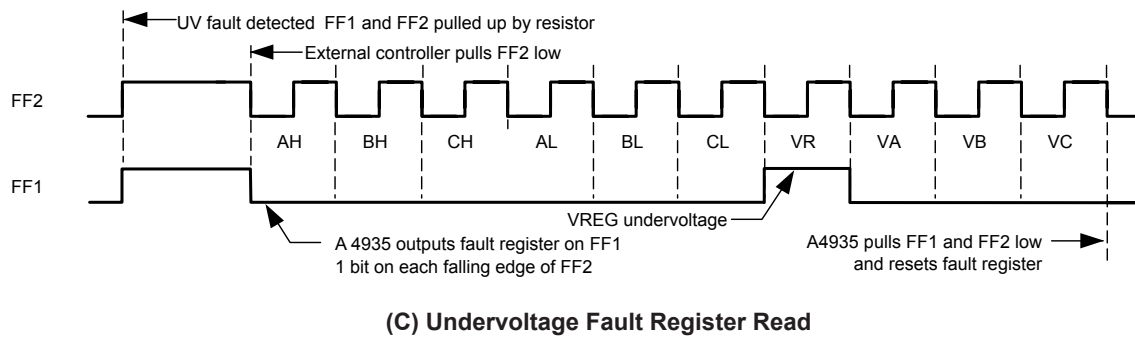 UV fault detected FF1 and FF2 pulled up by resistor
External controller pulls FF2 low
FF2
AH BH CH AL BL CL VR VA VB VC
FF1
VREG undervoltage
A 4935 outputs fault register on FF1
1 bit on each falling edge of FF2
A4935 pulls FF1 and FF2 low
and resets fault register
(C) Undervoltage Fault Register Read